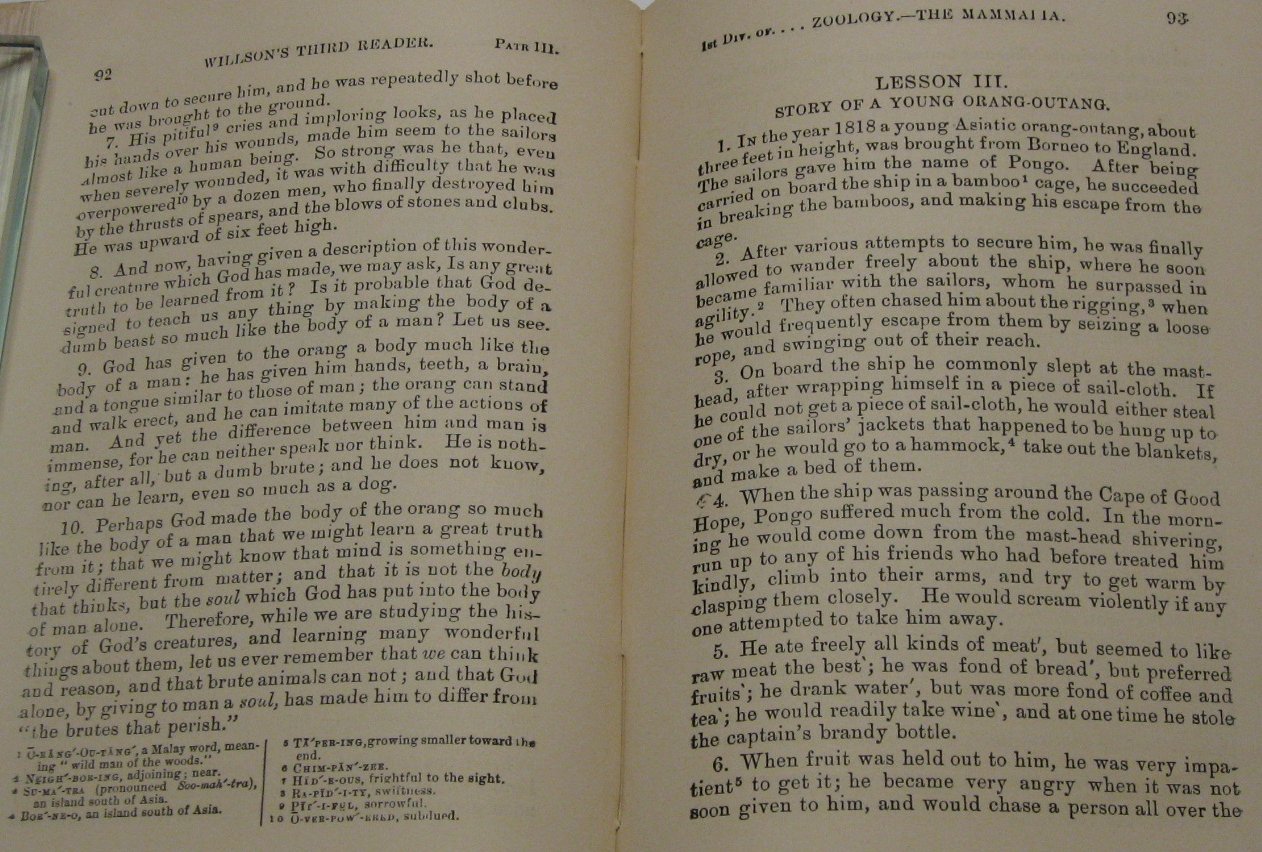 92 WILLSON'S THIRD READER. PATR III.
cut down to secure him, and he was repeatedly shot before
he was brought to the ground.
7. His pitiful⁹ cries and imploring looks, as he placed
his hands over his wounds, made him seem to the sailors
almost like a human being. So strong was he that, even
when severely wounded, it was with difficulty that he was
overpowered¹⁰ by a dozen men, who finally destroyed him
by the thrusts of spears, and the blows of stones and clubs.
He was upward of six feet high.
8. And now, having given a description of this wonder-
ful creature which God has made, we may ask, Is any great
truth to be learned from it? Is it probable that God de-
signed to teach us any thing by making the body of a
dumb beast so much like the body of a man? Let us see.
9. God has given to the orang a body much like the
body of a man: he has given him hands, teeth, a brain,
and a tongue similar to those of man; the orang can stand
and walk erect, and he can imitate many of the actions of
man. And yet the difference between him and man is
immense, for he can neither speak nor think. He is noth-
ing, after all, but a dumb brute; and he does not know,
nor can he learn, even so much as a dog.
10. Perhaps God made the body of the orang so much
like the body of a man that we might learn a great truth
from it; that we might know that mind is something en-
tirely different from matter; and that it is not the body
that thinks, but the soul which God has put into the body
of man alone. Therefore, while we are studying the his-
tory of God's creatures, and learning many wonderful
things about them, let us ever remember that we can think
and reason, and that brute animals can not; and that God
alone, by giving to man a soul, has made him to differ from
"the brutes that perish."
¹ Ō-RĂNG′-OU-TĂNG′, a Malay word, mean-
ing "wild man of the woods."
² NEIGH′-BOR-ING, adjoining; near.
³ SU-MA′-TRA (pronounced Soo-mah′-tra),
an island south of Asia.
⁴ BOR′-NE-O, an island south of Asia.
⁵ TĀ′PER-ING, growing smaller toward the
end.
⁶ CHIM-PĂN′-ZEE.
⁷ HĬD′-E-OUS, frightful to the sight.
⁸ RA-PĬD′-I-TY, swiftness.
⁹ PĬT′-I-FUL, sorrowful.
¹⁰ Ō-VER-POW′-ERED, subdued.
1st DIV. OF.... ZOOLOGY.—THE MAMMALIA. 93
LESSON III.
STORY OF A YOUNG ORANG-OUTANG.
1. IN the year 1818 a young Asiatic orang-outang, about
three feet in height, was brought from Borneo to England.
The sailors gave him the name of Pongo. After being
carried on board the ship in a bamboo¹ cage, he succeeded
in breaking the bamboos, and making his escape from the
cage.
2. After various attempts to secure him, he was finally
allowed to wander freely about the ship, where he soon
became familiar with the sailors, whom he surpassed in
agility.² They often chased him about the rigging,³ when
he would frequently escape from them by seizing a loose
rope, and swinging out of their reach.
3. On board the ship he commonly slept at the mast-
head, after wrapping himself in a piece of sail-cloth. If
he could not get a piece of sail-cloth, he would either steal
one of the sailors' jackets that happened to be hung up to
dry, or he would go to a hammock,⁴ take out the blankets,
and make a bed of them.
4. When the ship was passing around the Cape of Good
Hope, Pongo suffered much from the cold. In the morn-
ing he would come down from the mast-head shivering,
run up to any of his friends who had before treated him
kindly, climb into their arms, and try to get warm by
clasping them closely. He would scream violently if any
one attempted to take him away.
5. He ate freely all kinds of meat′, but seemed to like
raw meat the best‵; he was fond of bread′, but preferred
fruits‵; he drank water′, but was more fond of coffee and
tea‵; he would readily take wine‵, and at one time he stole
the captain's brandy bottle.
6. When fruit was held out to him, he was very impa-
tient⁵ to get it; he became very angry when it was not
soon given to him, and would chase a person all over the